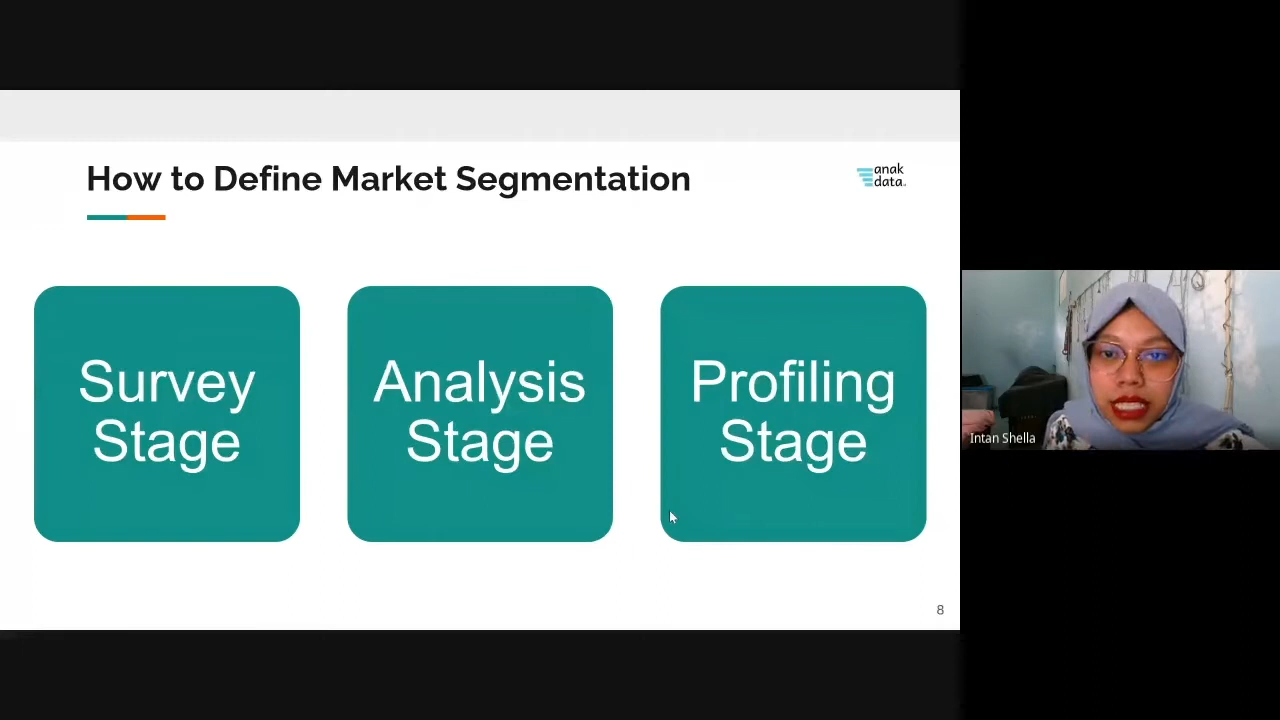 How to Define Market Segmentation
anak
data.
Survey
Stage
Analysis
Stage
Profiling
Stage
8
Intan Shella